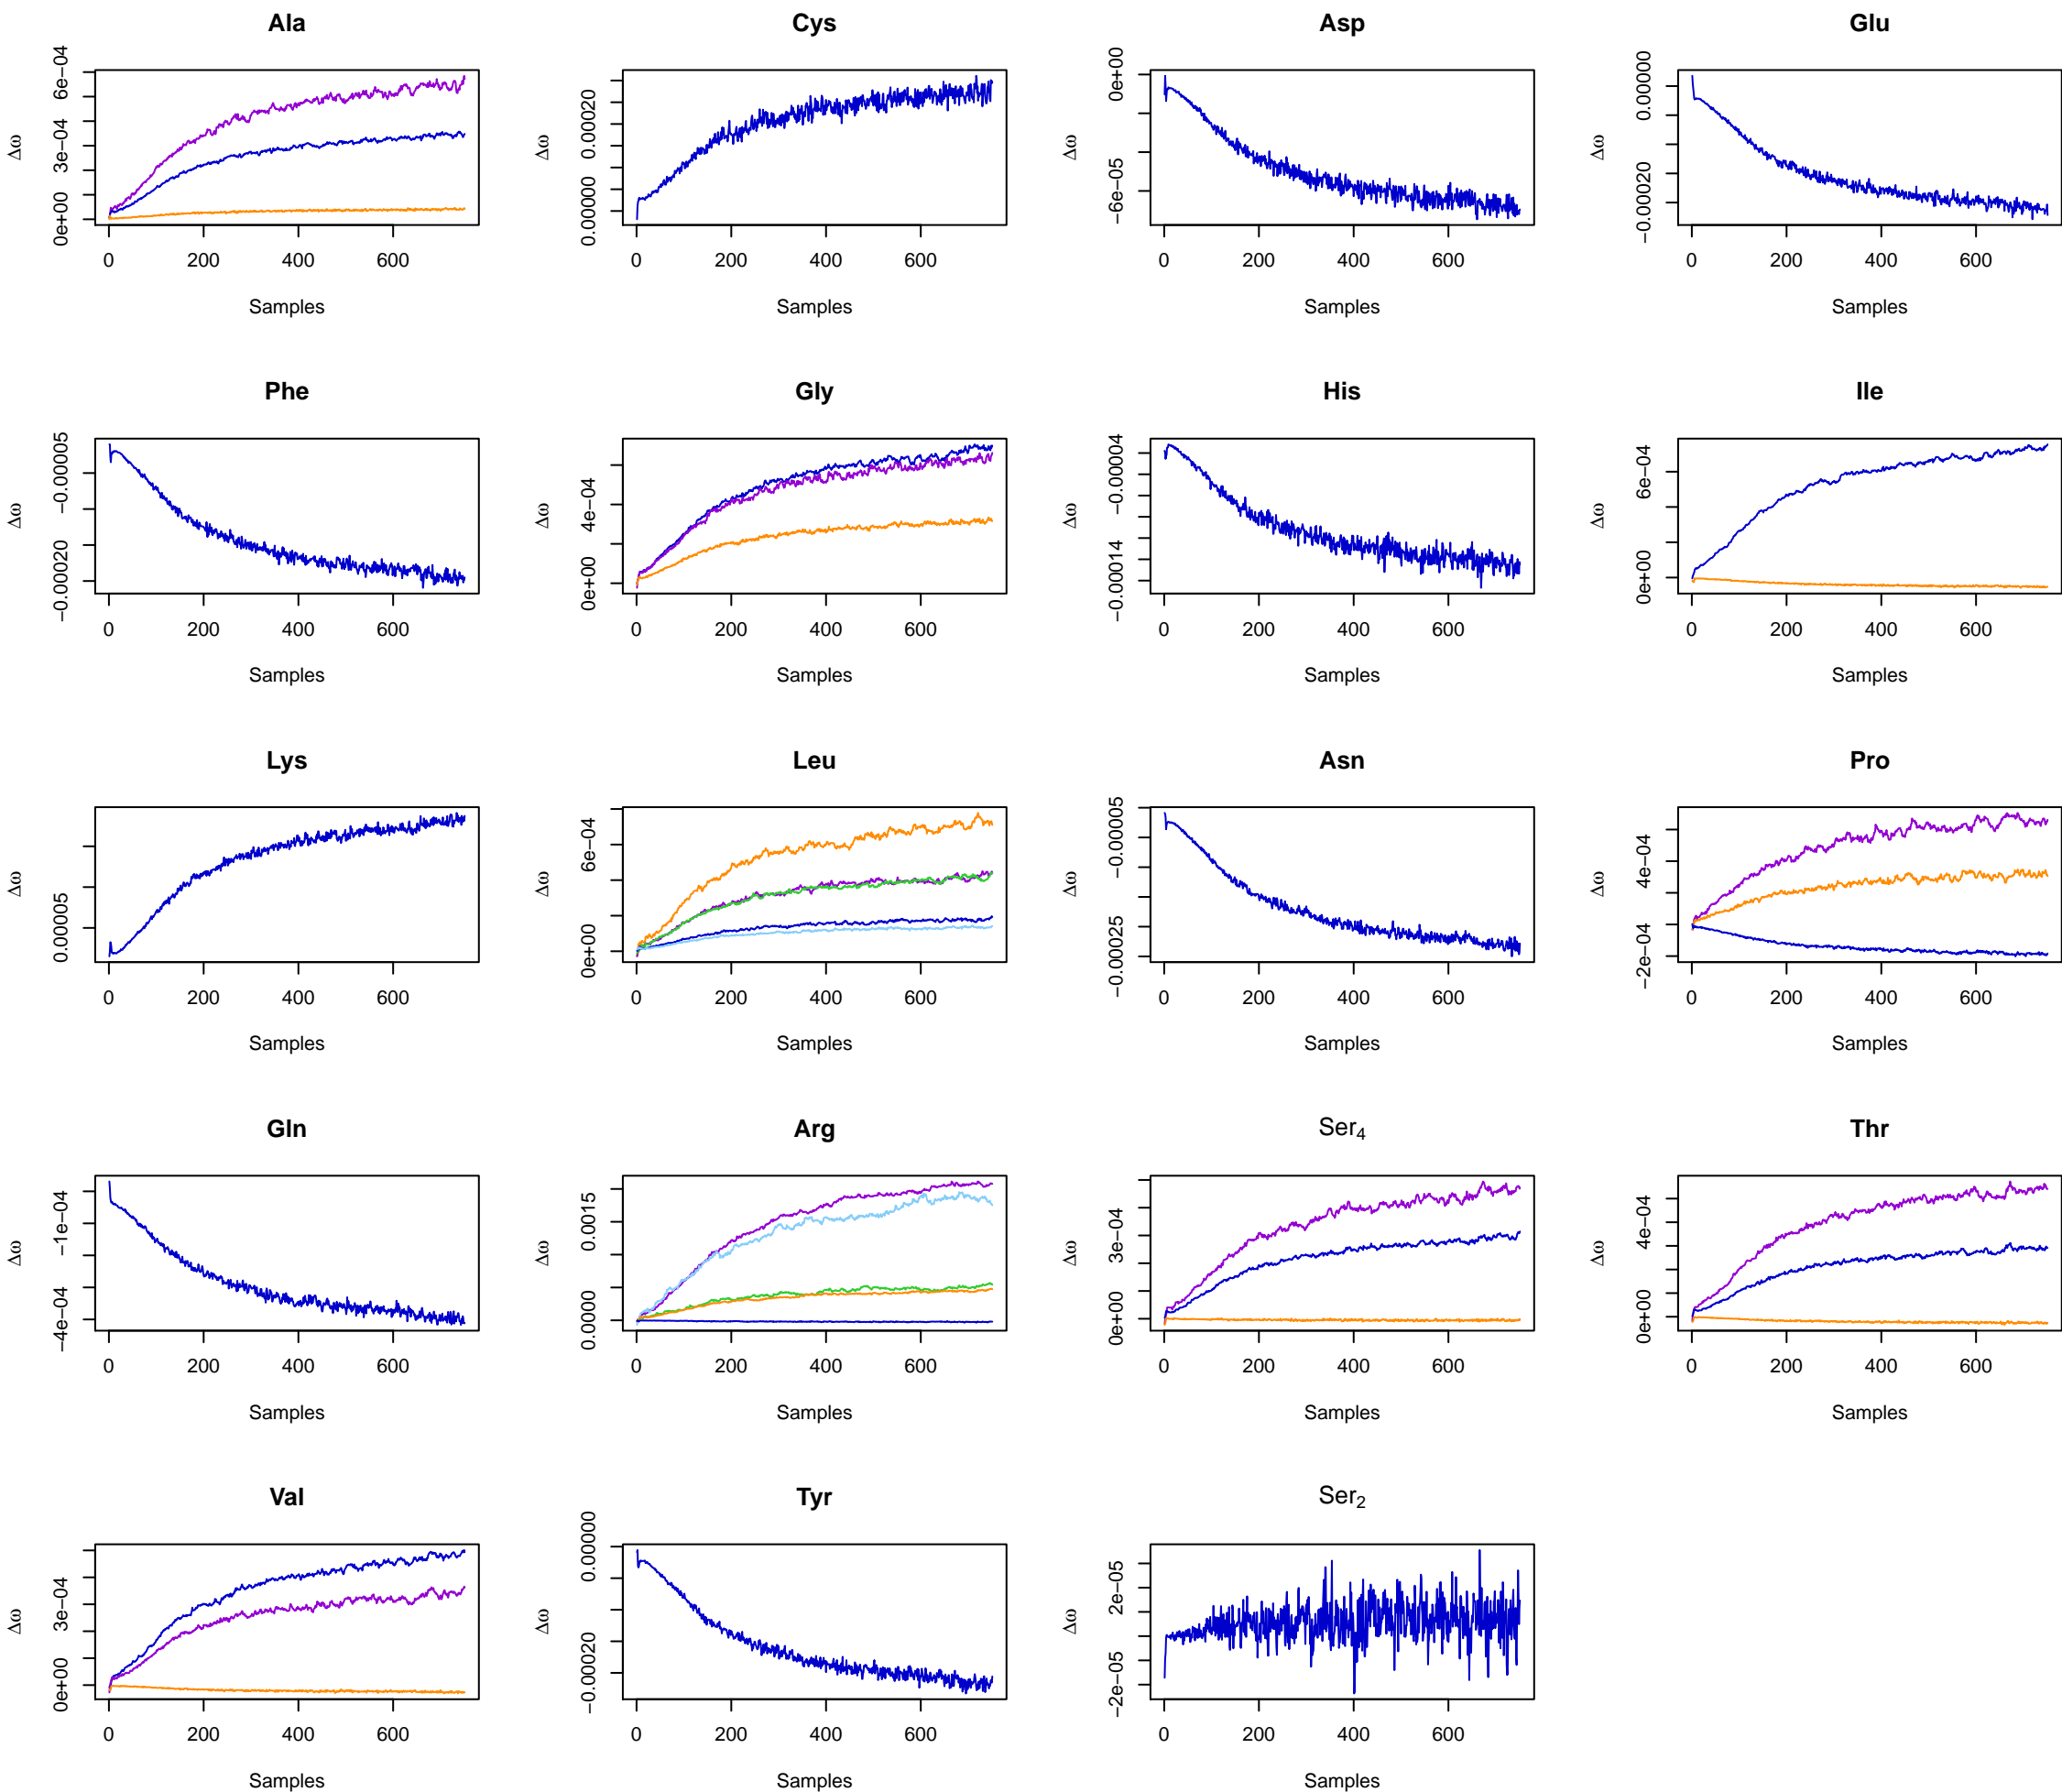 Ala
Cys
Asp
Glu
Δω
0e+00 3e−04 6e−04
0 200 400 600
Samples
Δω
0.00000 0.00020
0 200 400 600
Samples
Δω
−6e−05 0e+00
0 200 400 600
Samples
Δω
−0.00020 0.00000
0 200 400 600
Samples
Phe
Gly
His
Ile
Δω
−0.00020 −0.00005
0 200 400 600
Samples
Δω
0e+00 4e−04
0 200 400 600
Samples
Δω
−0.00014 −0.00004
0 200 400 600
Samples
Δω
0e+00 6e−04
0 200 400 600
Samples
Lys
Leu
Asn
Pro
Δω
0.00005
0 200 400 600
Samples
Δω
0e+00 6e−04
0 200 400 600
Samples
Δω
−0.00025 −0.00005
0 200 400 600
Samples
Δω
−2e−04 4e−04
0 200 400 600
Samples
Gln
Arg
Ser4
Thr
Δω
−4e−04 −1e−04
0 200 400 600
Samples
Δω
0.0000 0.0015
0 200 400 600
Samples
Δω
0e+00 3e−04
0 200 400 600
Samples
Δω
0e+00 4e−04
0 200 400 600
Samples
Val
Tyr
Ser2
Δω
0e+00 3e−04
0 200 400 600
Samples
Δω
−0.00020 0.00000
0 200 400 600
Samples
Δω
−2e−05 2e−05
0 200 400 600
Samples